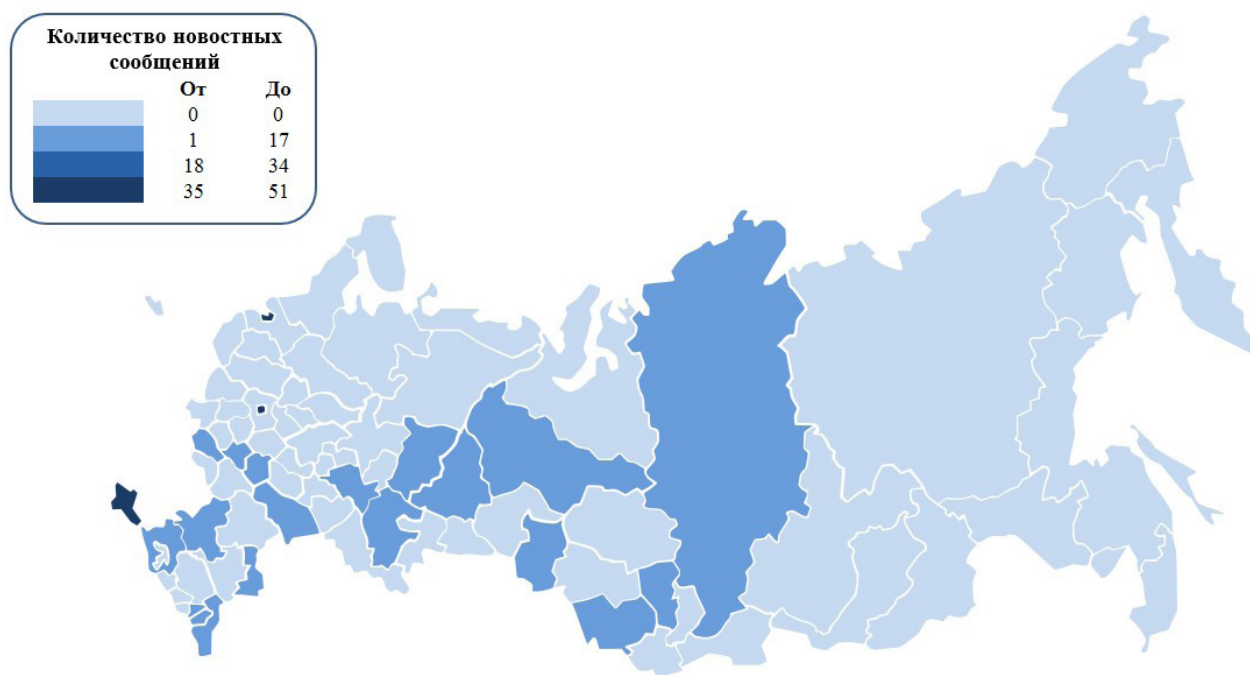 Количество новостных
сообщений
От До
0 0
1 17
18 34
35 51